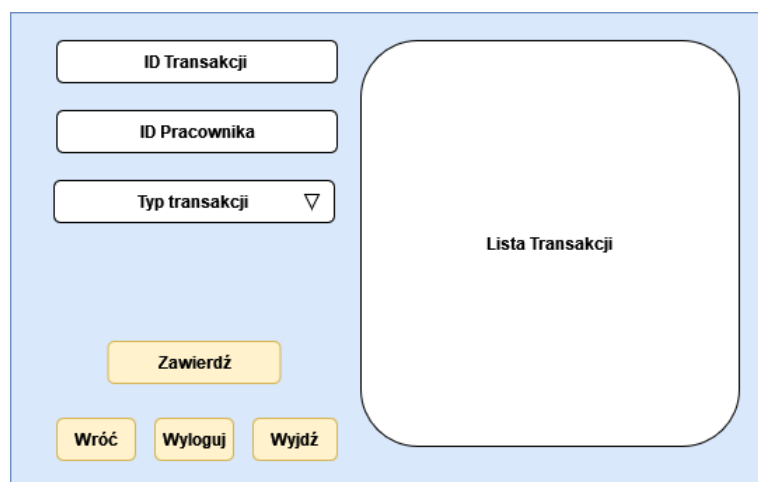 ID Transakcji
ID Pracownika
Typ transakcji
Lista Transakcji
Zawierdź
Wróć
Wyloguj
Wyjdź